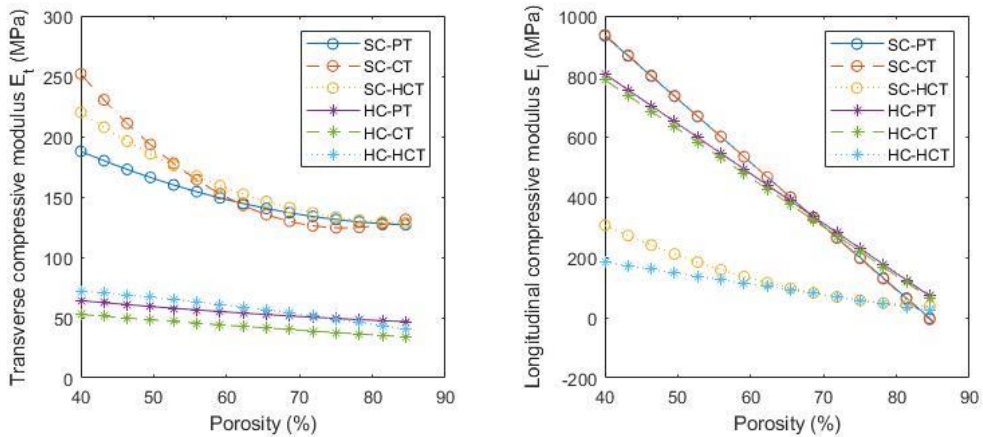 Transverse compressive modulus E_t (MPa)
300
250
200
150
100
50
0
40
50
60
70
80
90
Porosity (%)
SC-PT
SC-CT
SC-HCT
HC-PT
HC-CT
HC-HCT
Longitudinal compressive modulus E_l (MPa)
1000
800
600
400
200
0
-200
40
50
60
70
80
90
Porosity (%)
SC-PT
SC-CT
SC-HCT
HC-PT
HC-CT
HC-HCT